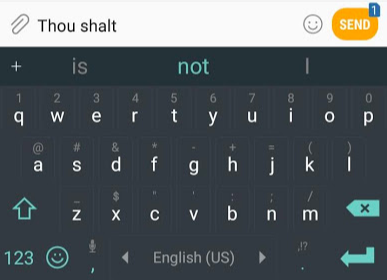 Thou shalt
SEND 1
+ is not I
1 2 3 4 5 6 7 8 9 0
q w e r t y u i o p
@ # & * - + = ( )
a s d f g h j k l
_ $ " ' : ; /
z x c v b n m
123 , English (US) ,!? .